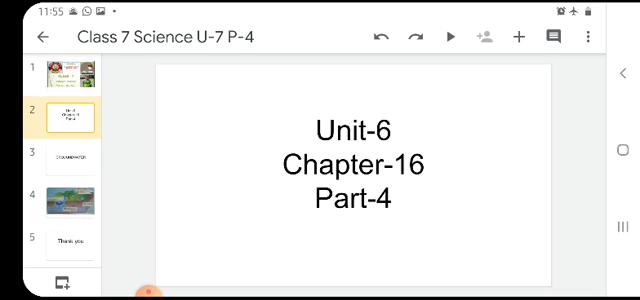 11:55
Class 7 Science U-7 P-4
1
2
3
GROUNDWATER
4
5
Thank you
Unit-6
Chapter-16
Part-4